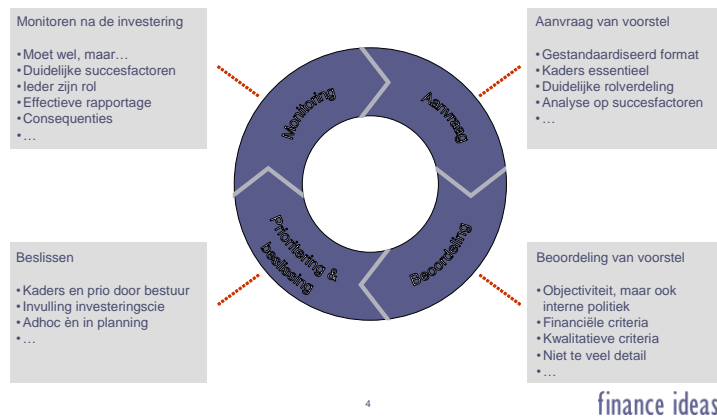 Monitoren na de investering
• Moet wel, maar…
• Duidelijke succesfactoren
• Ieder zijn rol
• Effectieve rapportage
• Consequenties
• …
Aanvraag van voorstel
• Gestandaardiseerd format
• Kaders essentieel
• Duidelijke rolverdeling
• Analyse op succesfactoren
• …
Monitoring
Aanvraag
Prioritering &
beslissing
Beoordeling
Beslissen
• Kaders en prio door bestuur
• Invulling investeringscie
• Adhoc èn in planning
• …
Beoordeling van voorstel
• Objectiviteit, maar ook
interne politiek
• Financiële criteria
• Kwalitatieve criteria
• Niet te veel detail
• …
4
finance ideas